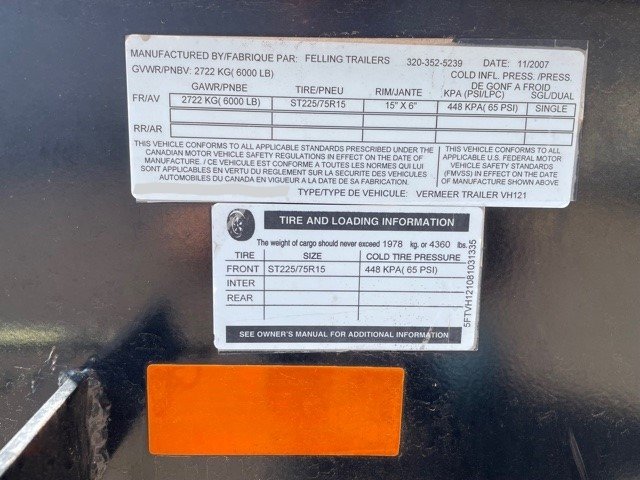 MANUFACTURED BY/FABRIQUE PAR: FELLING TRAILERS 320-352-5239 DATE: 11/2007
GVWR/PNBV: 2722 KG( 6000 LB)
COLD INFL. PRESS. /PRESS.
DE GONF A FROID
GAWR/PNBE TIRE/PNEU RIM/JANTE KPA (PSI/LPC) SGL/DUAL
FR/AV 2722 KG( 6000 LB) ST225/75R15 15" X 6" 448 KPA( 65 PSI) SINGLE
RR/AR
THIS VEHICLE CONFORMS TO ALL APPLICABLE STANDARDS PRESCRIBED UNDER THE
CANADIAN MOTOR VEHICLE SAFETY REGULATIONS IN EFFECT ON THE DATE OF
MANUFACTURE. / CE VEHICULE EST CONFORME A TOUTES LES NORMES QUI LUI SONT
APPLICABLES EN VERTU DU REGLEMENT SUR LA SECURITE DES VEHICULES
AUTOMOBILES DU CANADA EN VIGUEUR A LA DATE DE SA FABRICATION.
THIS VEHICLE CONFORMS TO ALL
APPLICABLE U.S. FEDERAL MOTOR
VEHICLE SAFETY STANDARDS
(FMVSS) IN EFFECT ON THE DATE
OF MANUFACTURE SHOWN ABOVE
TYPE/TYPE DE VEHICULE: VERMEER TRAILER VH121
TIRE AND LOADING INFORMATION
The weight of cargo should never exceed 1978 kg. or 4360 lbs.
TIRE SIZE COLD TIRE PRESSURE
FRONT ST225/75R15 448 KPA( 65 PSI)
INTER
REAR
SEE OWNER'S MANUAL FOR ADDITIONAL INFORMATION
5FTVH121081031335